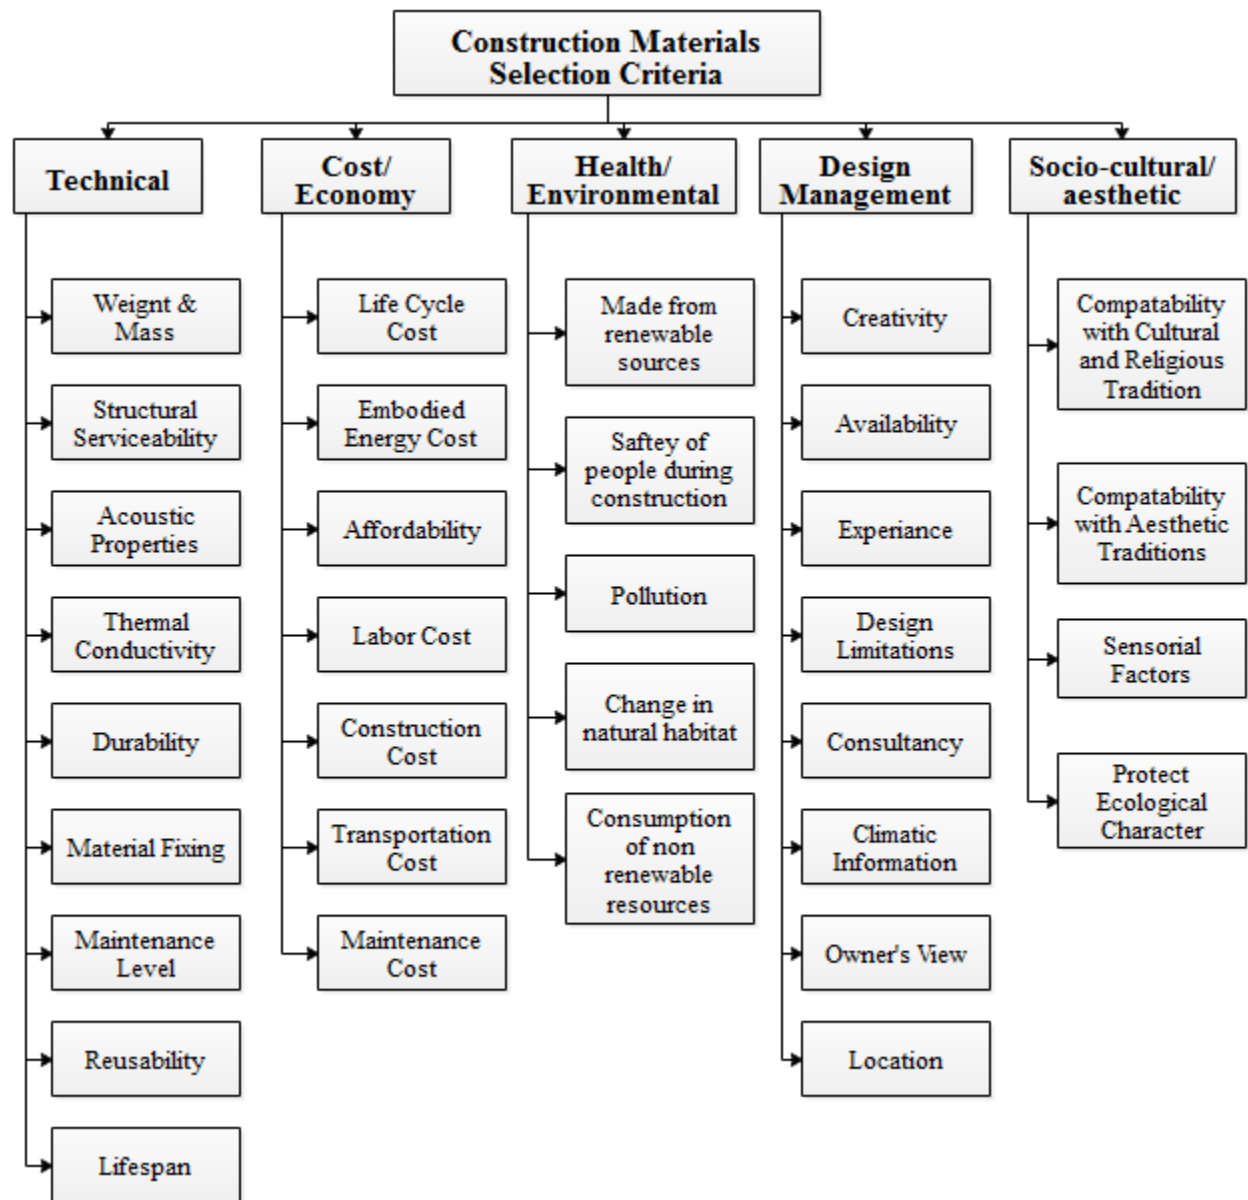 Construction Materials
Selection Criteria
Technical
Weignt &
Mass
Structural
Serviceability
Acoustic
Properties
Thermal
Conductivity
Durability
Material Fixing
Maintenance
Level
Reusability
Lifespan
Cost/
Economy
Life Cycle
Cost
Embodied
Energy Cost
Affordability
Labor Cost
Construction
Cost
Transportation
Cost
Maintenance
Cost
Health/
Environmental
Made from
renewable
sources
Saftey of
people during
construction
Pollution
Change in
natural habitat
Consumption
of non
renewable
resources
Design
Management
Creativity
Availability
Experiance
Design
Limitations
Consultancy
Climatic
Information
Owner's View
Location
Socio-cultural/
aesthetic
Compatability
with Cultural
and Religious
Tradition
Compatability
with Aesthetic
Traditions
Sensorial
Factors
Protect
Ecological
Character